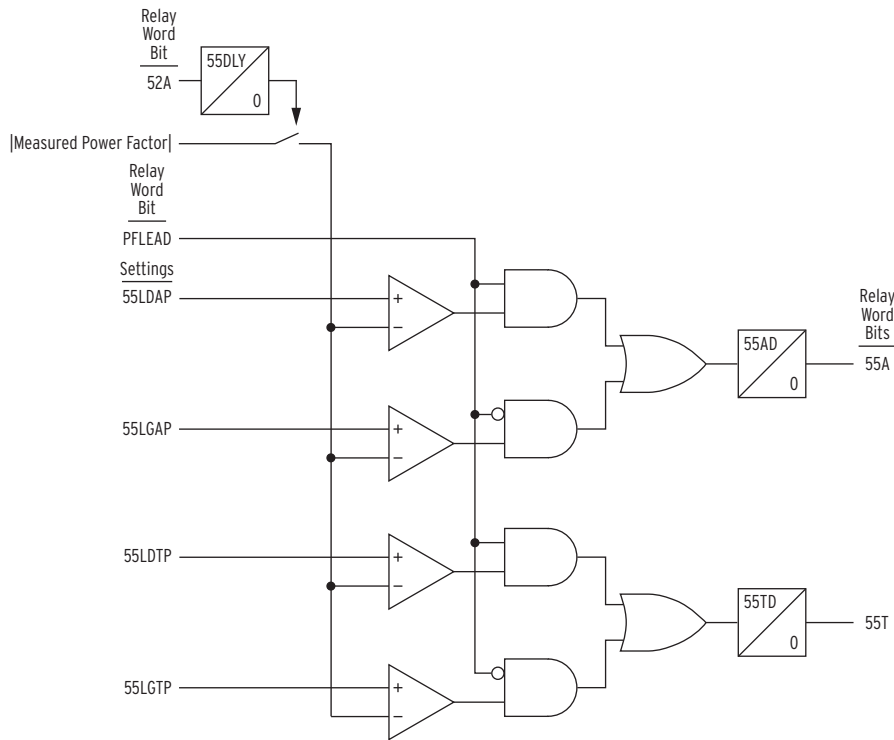 Relay
Word
Bit
52A
55DLY
0
|Measured Power Factor|
Relay
Word
Bit
PFLEAD
Settings
55LDAP
+
−
Relay
Word
Bits
55AD
0
55A
55LGAP
+
−
55LDTP
+
−
55TD
0
55T
55LGTP
+
−